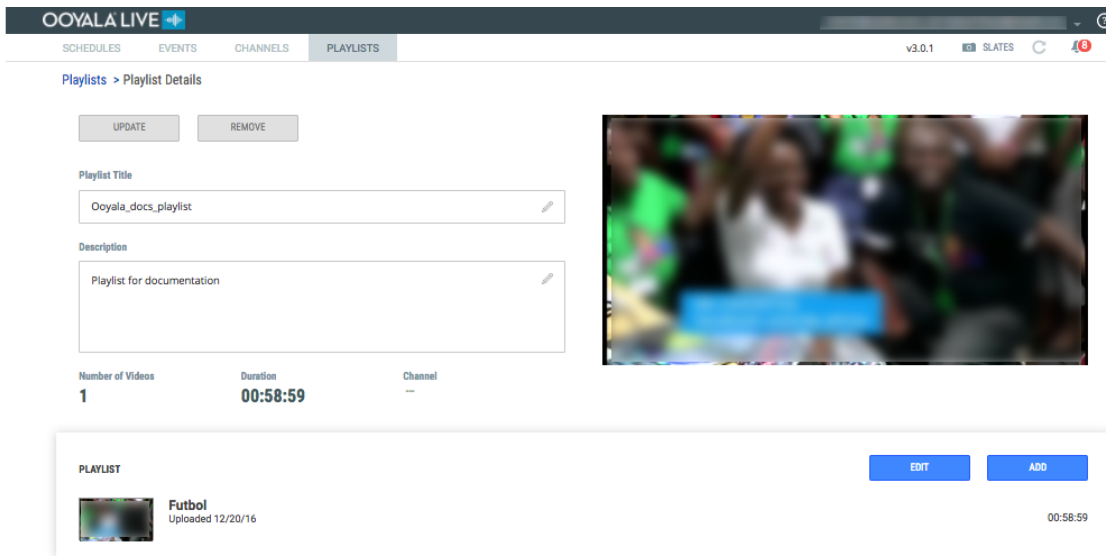 OOYALA LIVE
SCHEDULES EVENTS CHANNELS PLAYLISTS v3.0.1 SLATES 8
Playlists > Playlist Details
UPDATE REMOVE
Playlist Title
Ooyala_docs_playlist
Description
Playlist for documentation
Number of Videos Duration Channel
1 00:58:59 —
PLAYLIST EDIT ADD
Futbol
Uploaded 12/20/16 00:58:59